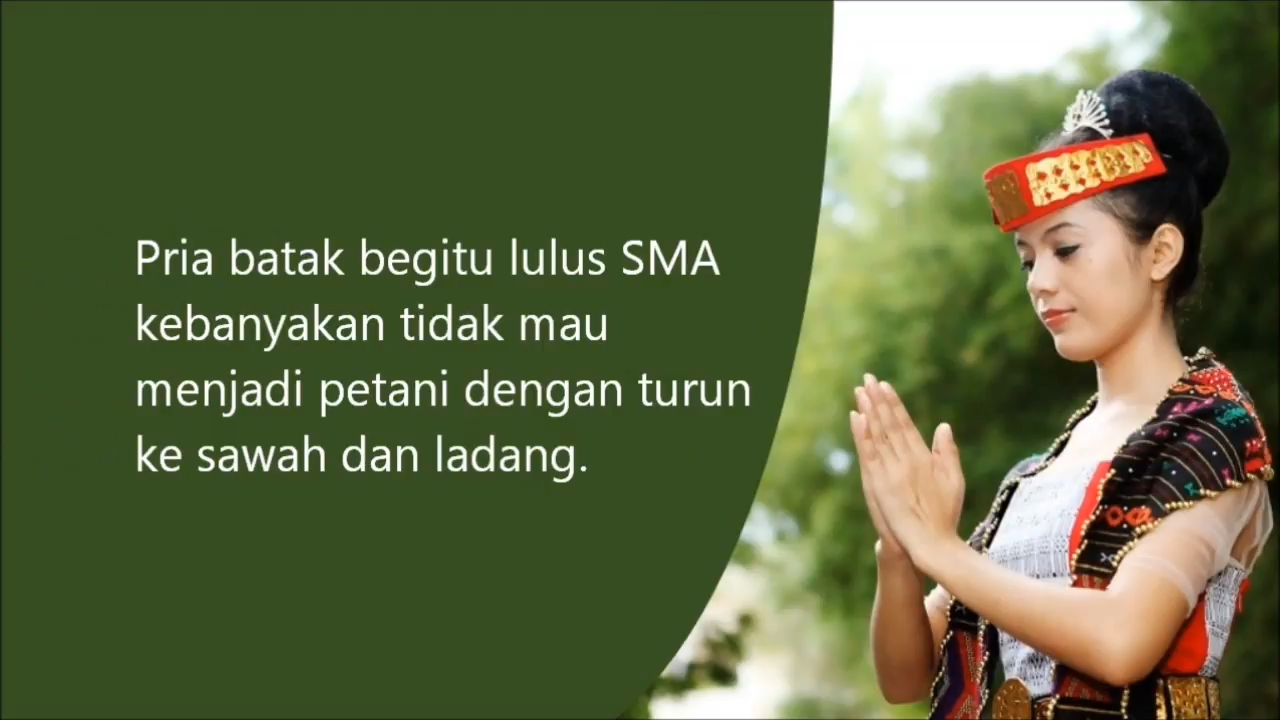 Pria batak begitu lulus SMA
kebanyakan tidak mau
menjadi petani dengan turun
ke sawah dan ladang.